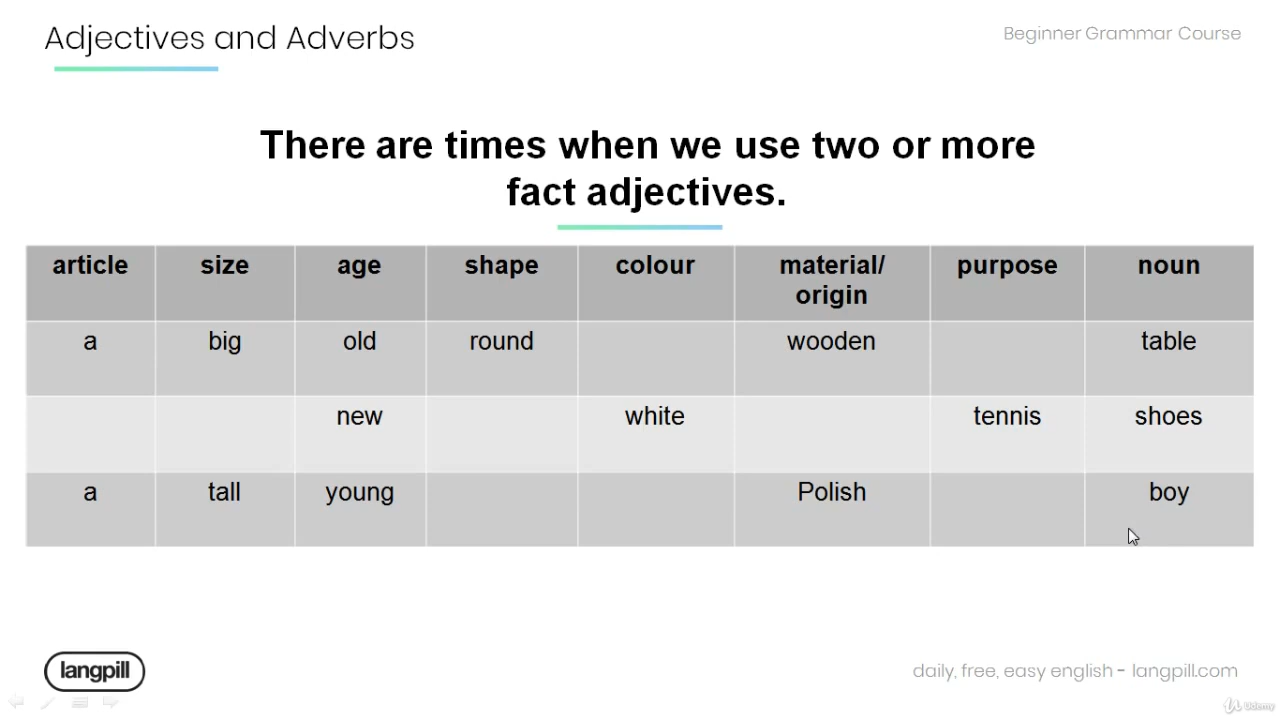 Adjectives and Adverbs
Beginner Grammar Course
There are times when we use two or more
fact adjectives.
article size age shape colour material/ origin purpose noun
a big old round wooden table
new white tennis shoes
a tall young Polish boy
langpill
daily, free, easy english - langpill.com
Udemy